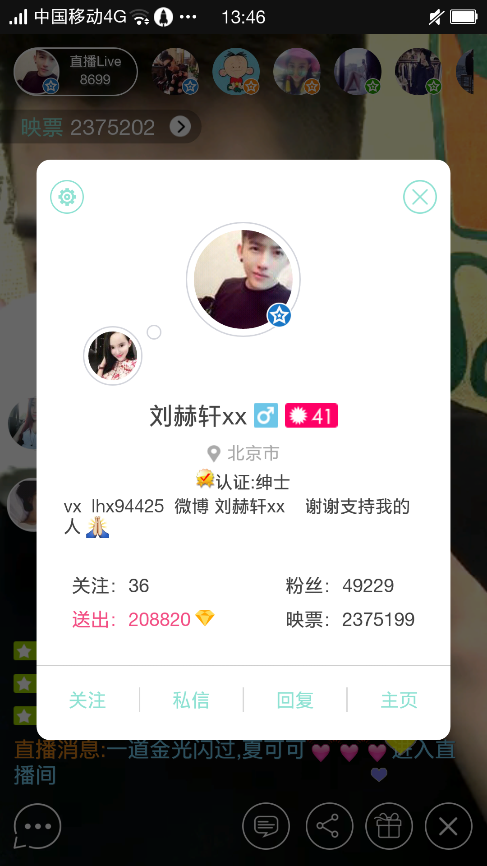 中国移动4G 13:46
直播Live
8699
映票 2375202
刘赫轩xx 41
北京市
认证:绅士
vx lhx94425 微博 刘赫轩xx 谢谢支持我的
人
关注: 36 粉丝: 49229
送出: 208820 映票: 2375199
关注 私信 回复 主页
直播消息:一道金光闪过,夏可可 进入直
播间